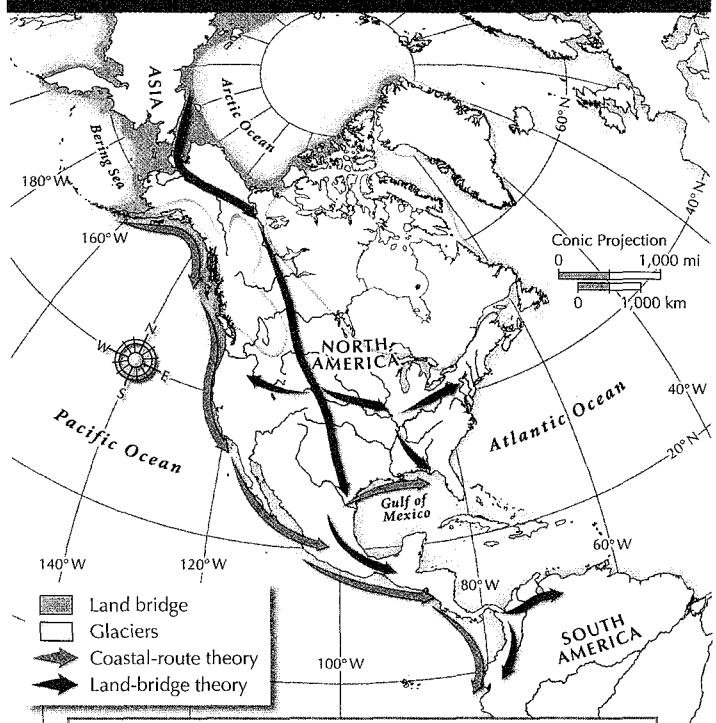 ASIA
Arctic Ocean
Bering Sea
180° W
160° W
60° N
40° N
Conic Projection
0 1,000 mi
0 1,000 km
N
W
E
S
NORTH
AMERICA
Pacific Ocean
Atlantic Ocean
40° W
20° N
Gulf of
Mexico
140° W
120° W
60° W
80° W
SOUTH
AMERICA
100° W
Land bridge
Glaciers
Coastal-route theory
Land-bridge theory